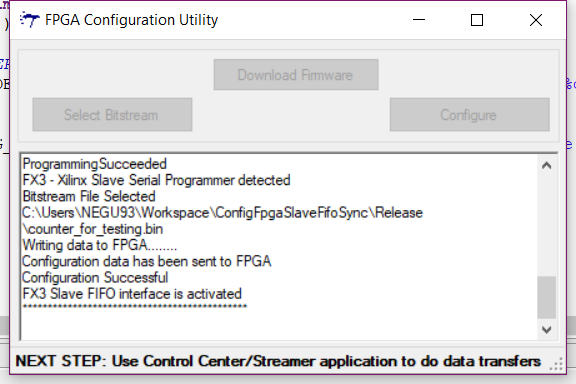 FPGA Configuration Utility
Download Firmware
Select Bitstream
Configure
ProgrammingSucceeded
FX3 - Xilinx Slave Serial Programmer detected
Bitstream File Selected
C:\Users\NEGU93\Workspace\ConfigFpgaSlaveFifoSync\Release
\counter_for_testing.bin
Writing data to FPGA........
Configuration data has been sent to FPGA
Configuration Successful
FX3 Slave FIFO interface is activated
*********************************************
NEXT STEP: Use Control Center/Streamer application to do data transfers